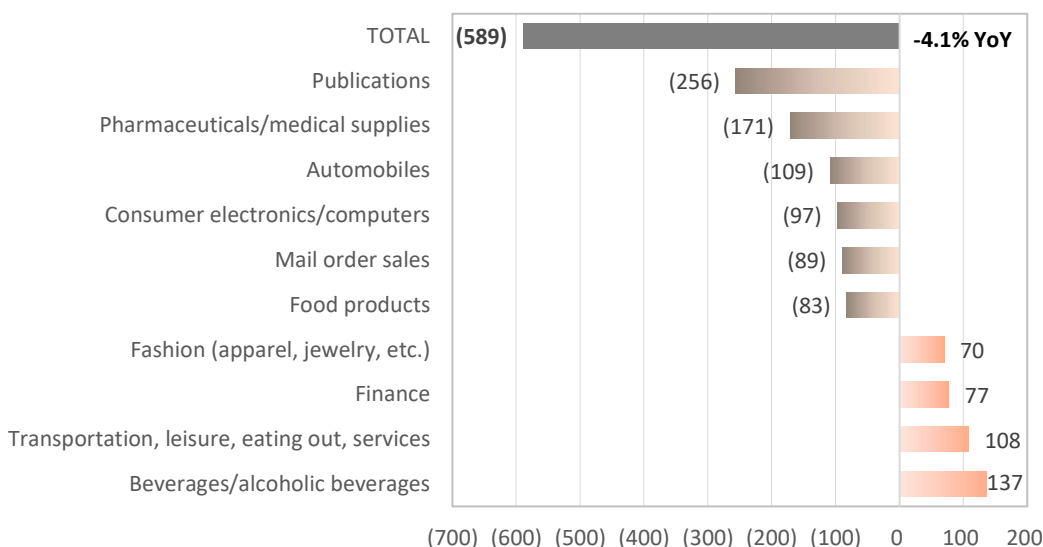 TOTAL (589) -4.1% YoY
Publications (256)
Pharmaceuticals/medical supplies (171)
Automobiles (109)
Consumer electronics/computers (97)
Mail order sales (89)
Food products (83)
Fashion (apparel, jewelry, etc.) 70
Finance 77
Transportation, leisure, eating out, services 108
Beverages/alcoholic beverages 137
(700) (600) (500) (400) (300) (200) (100) 0 100 200